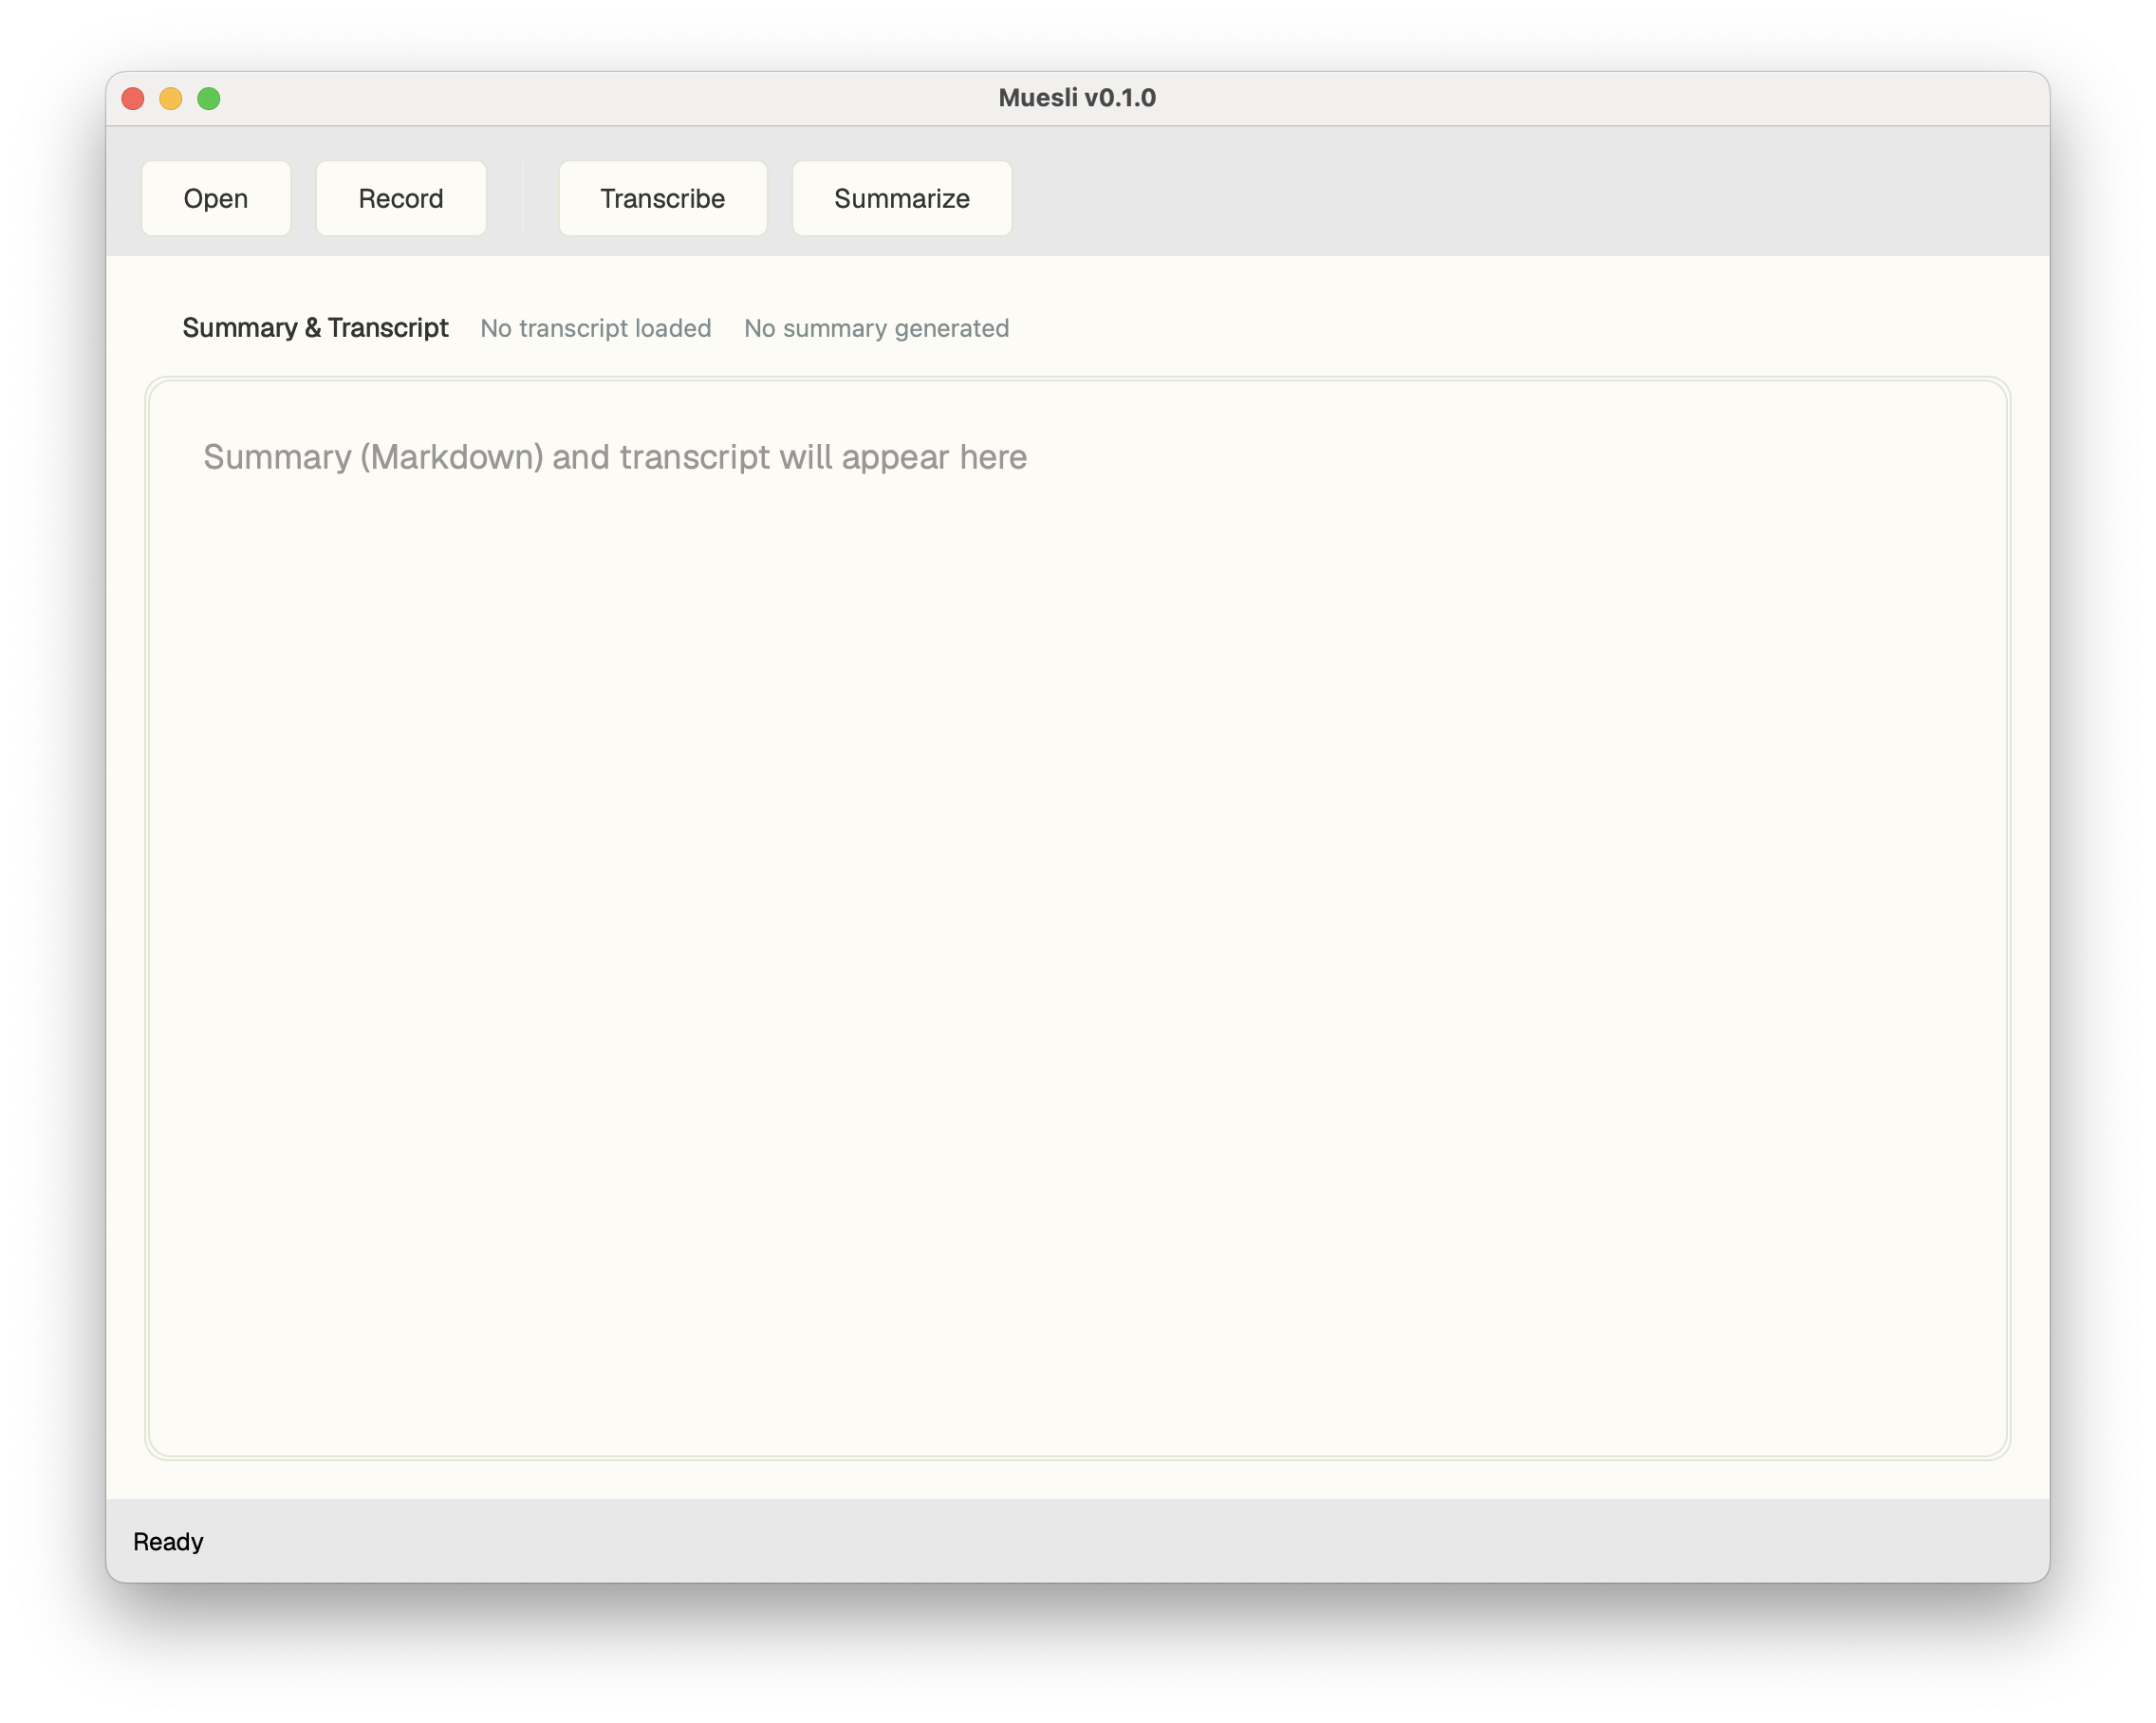 Muesli v0.1.0
Open Record Transcribe Summarize
Summary & Transcript No transcript loaded No summary generated
Summary (Markdown) and transcript will appear here
Ready